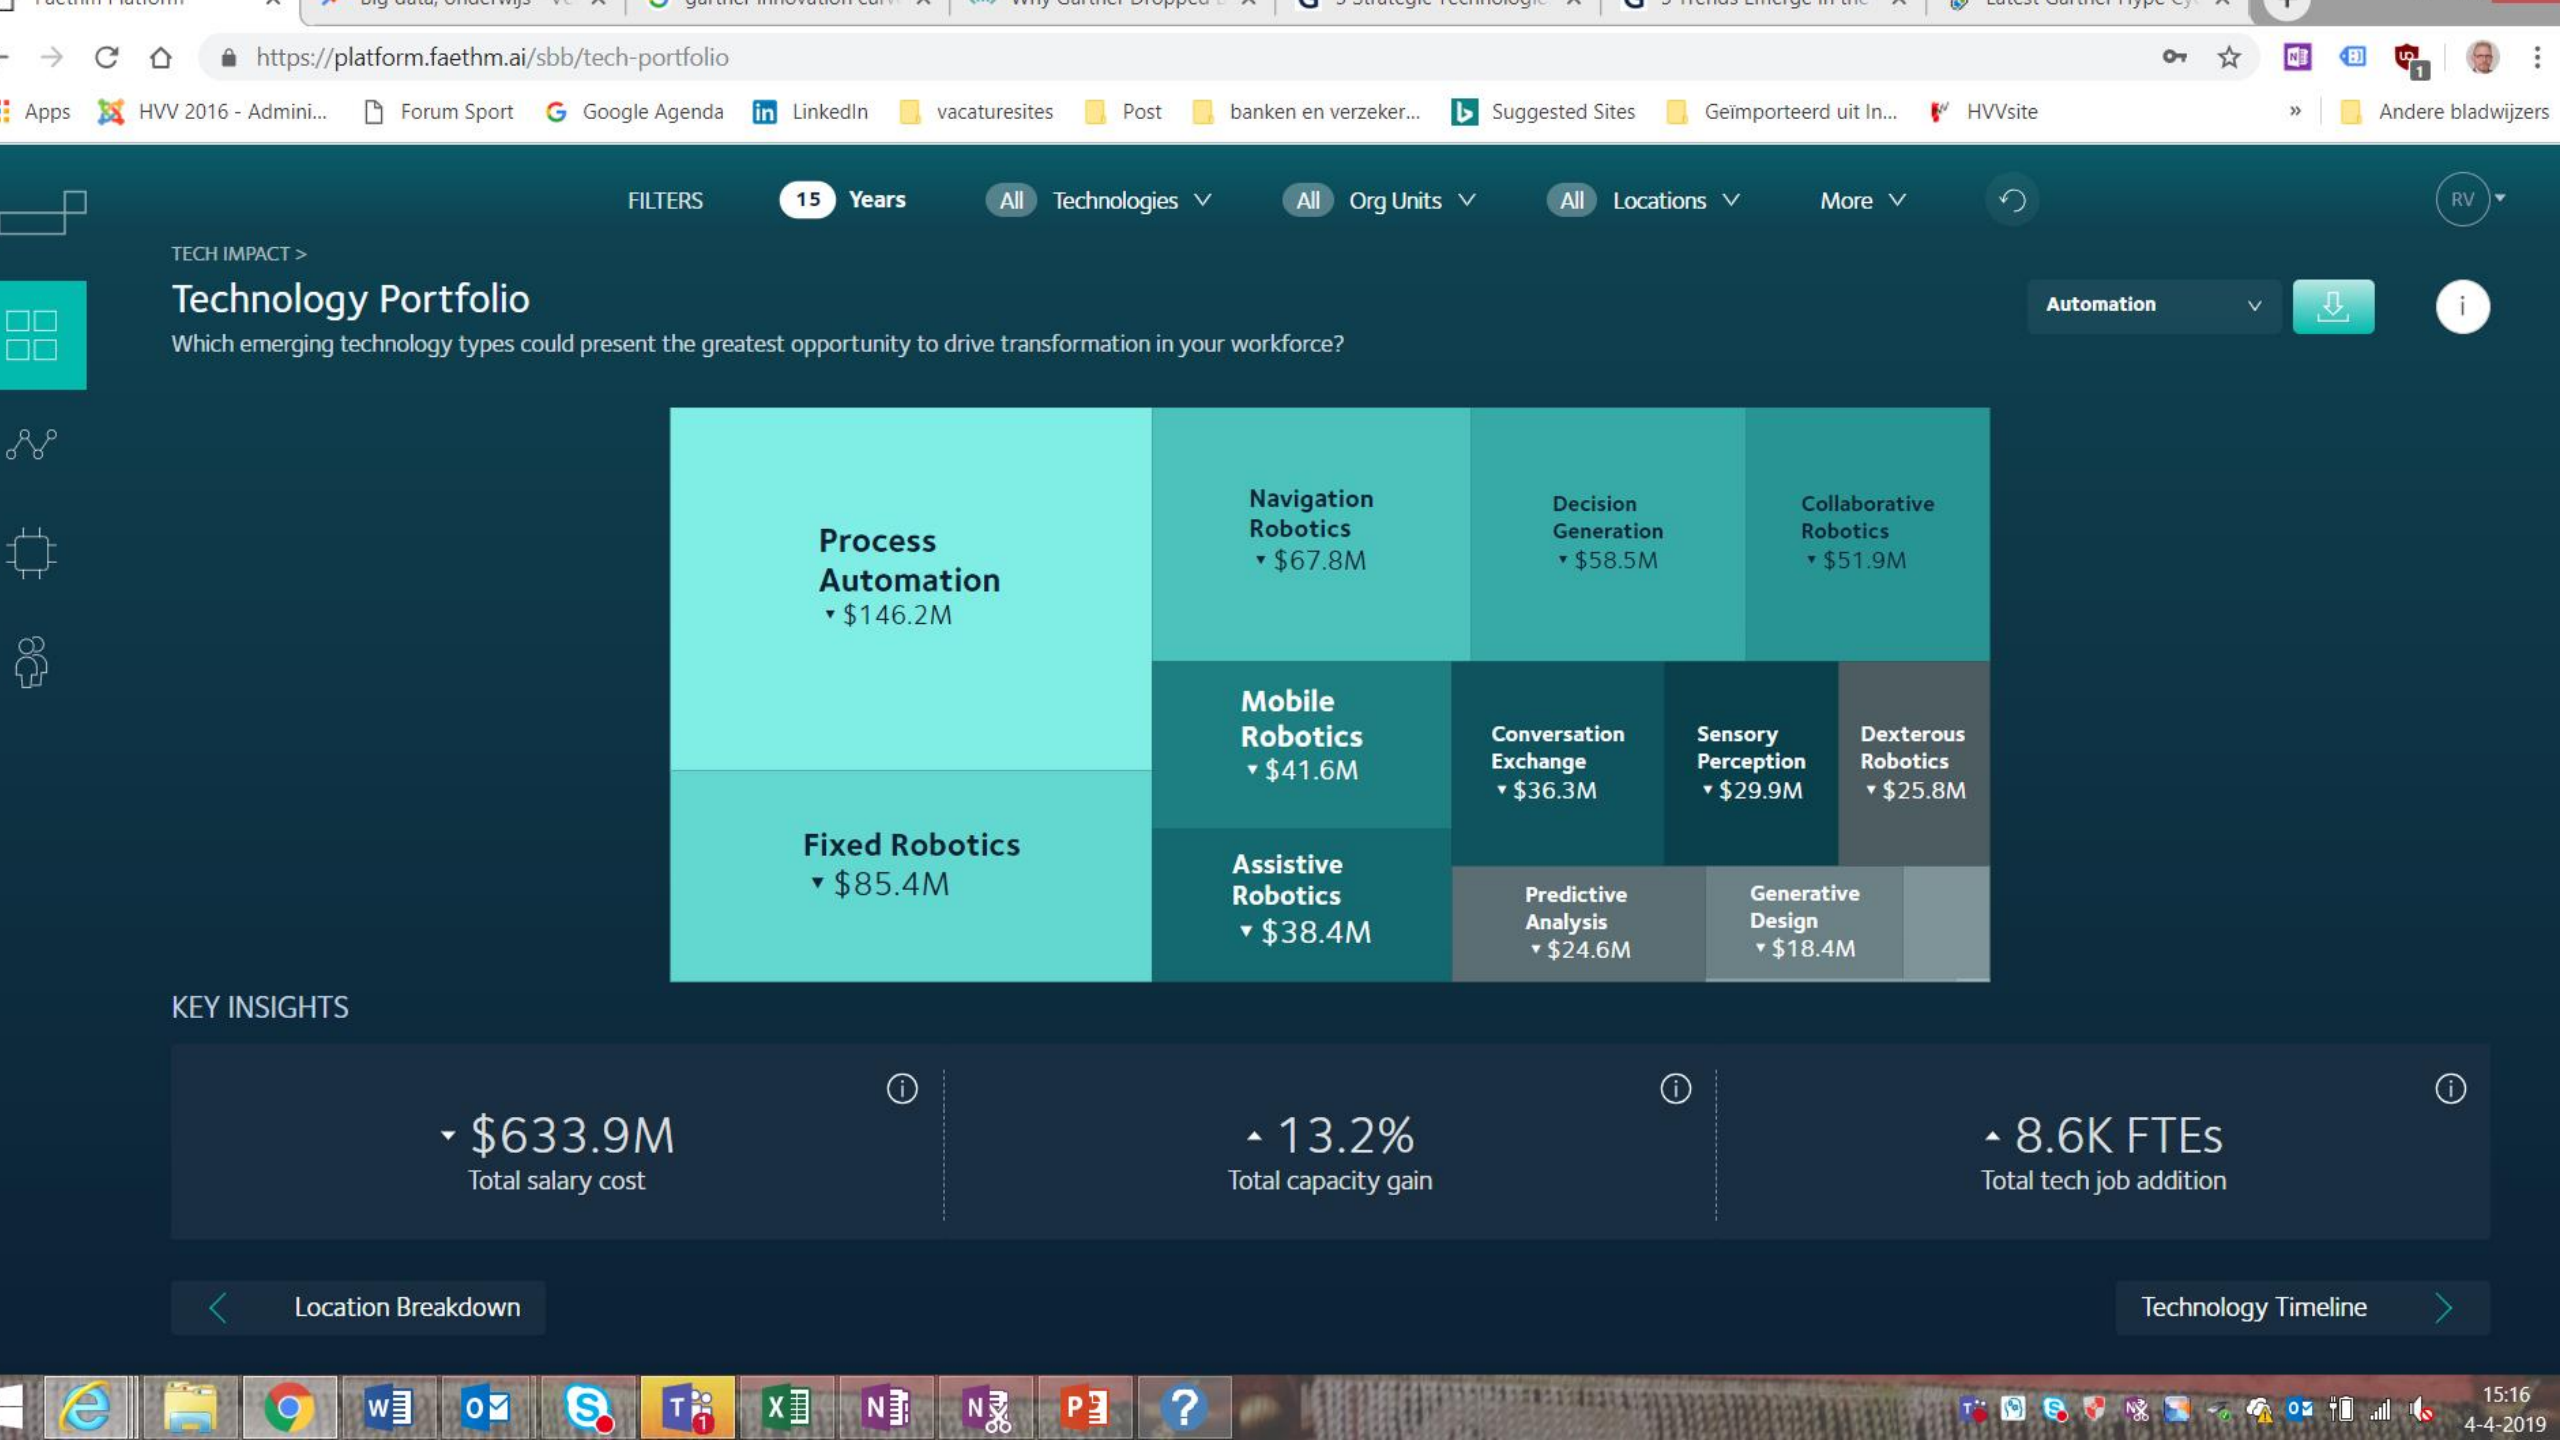 https://platform.faethm.ai/sbb/tech-portfolio
1
Apps
HVV 2016 - Admini...
Forum Sport
Google Agenda
LinkedIn
vacaturesites
Post
banken en verzeker...
Suggested Sites
Geïmporteerd uit In...
HVVsite
»
Andere bladwijzers
FILTERS
15 Years
All Technologies
All Org Units
All Locations
More
RV
TECH IMPACT >
Technology Portfolio
Automation
Which emerging technology types could present the greatest opportunity to drive transformation in your workforce?
Process
Automation
▾ $146.2M
Fixed Robotics
▾ $85.4M
Navigation
Robotics
▾ $67.8M
Decision
Generation
▾ $58.5M
Collaborative
Robotics
▾ $51.9M
Mobile
Robotics
▾ $41.6M
Assistive
Robotics
▾ $38.4M
Conversation
Exchange
▾ $36.3M
Sensory
Perception
▾ $29.9M
Dexterous
Robotics
▾ $25.8M
Predictive
Analysis
▾ $24.6M
Generative
Design
▾ $18.4M
KEY INSIGHTS
▾ $633.9M
Total salary cost
▴ 13.2%
Total capacity gain
▴ 8.6K FTEs
Total tech job addition
Location Breakdown
Technology Timeline
15:16
4-4-2019